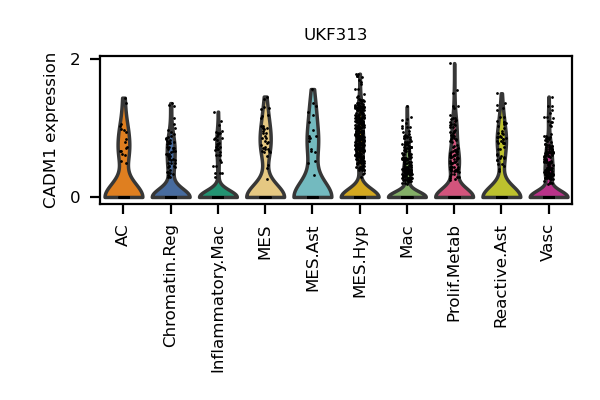 UKF313
CADM1 expression
2
0
AC
Chromatin.Reg
Inflammatory.Mac
MES
MES.Ast
MES.Hyp
Mac
Prolif.Metab
Reactive.Ast
Vasc